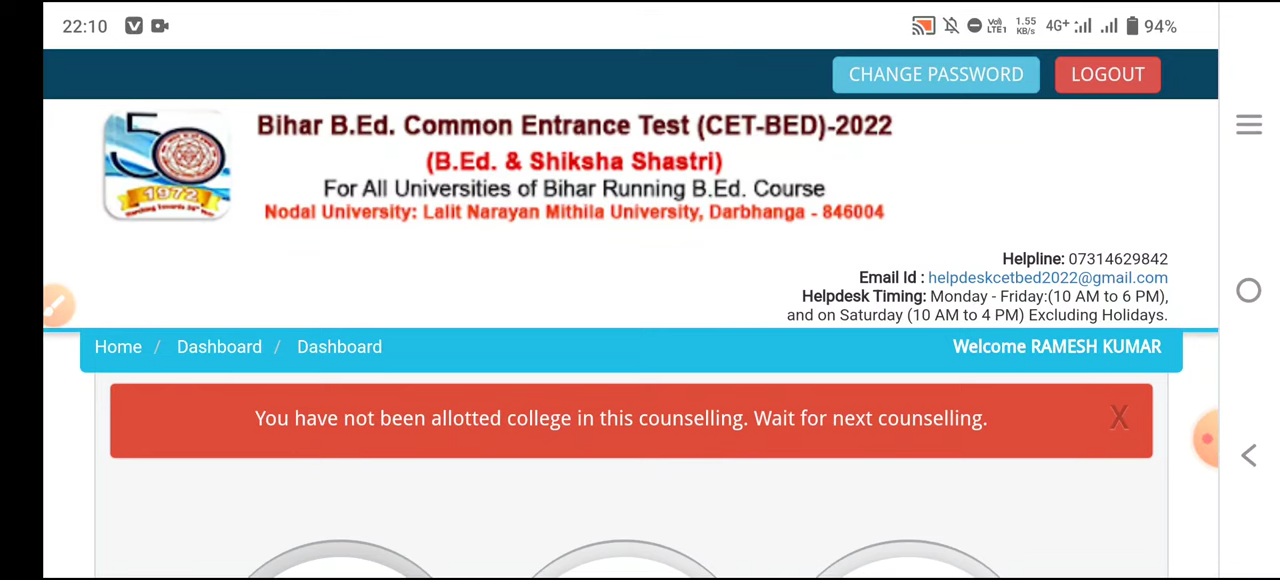 22:10 VoD LTE1 1.55 KB/s 4G+ 94%
CHANGE PASSWORD LOGOUT
50
1972
Bihar B.Ed. Common Entrance Test (CET-BED)-2022
(B.Ed. & Shiksha Shastri)
For All Universities of Bihar Running B.Ed. Course
Nodal University: Lalit Narayan Mithila University, Darbhanga - 846004
Helpline: 07314629842
Email Id : helpdeskcetbed2022@gmail.com
Helpdesk Timing: Monday - Friday:(10 AM to 6 PM),
and on Saturday (10 AM to 4 PM) Excluding Holidays.
Home / Dashboard / Dashboard Welcome RAMESH KUMAR
You have not been allotted college in this counselling. Wait for next counselling. X